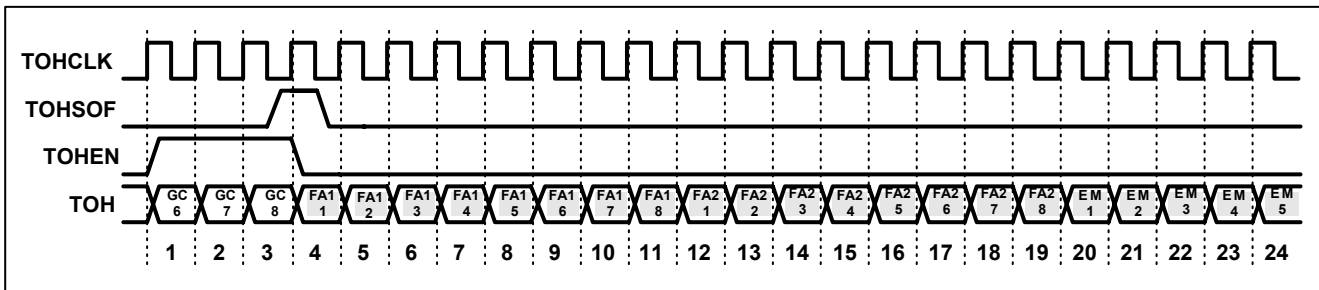 TOHCLK
TOHSOF
TOHEN
TOH
GC 6
GC 7
GC 8
FA1 1
FA1 2
FA1 3
FA1 4
FA1 5
FA1 6
FA1 7
FA1 8
FA2 1
FA2 2
FA2 3
FA2 4
FA2 5
FA2 6
FA2 7
FA2 8
EM 1
EM 2
EM 3
EM 4
EM 5
1 2 3 4 5 6 7 8 9 10 11 12 13 14 15 16 17 18 19 20 21 22 23 24